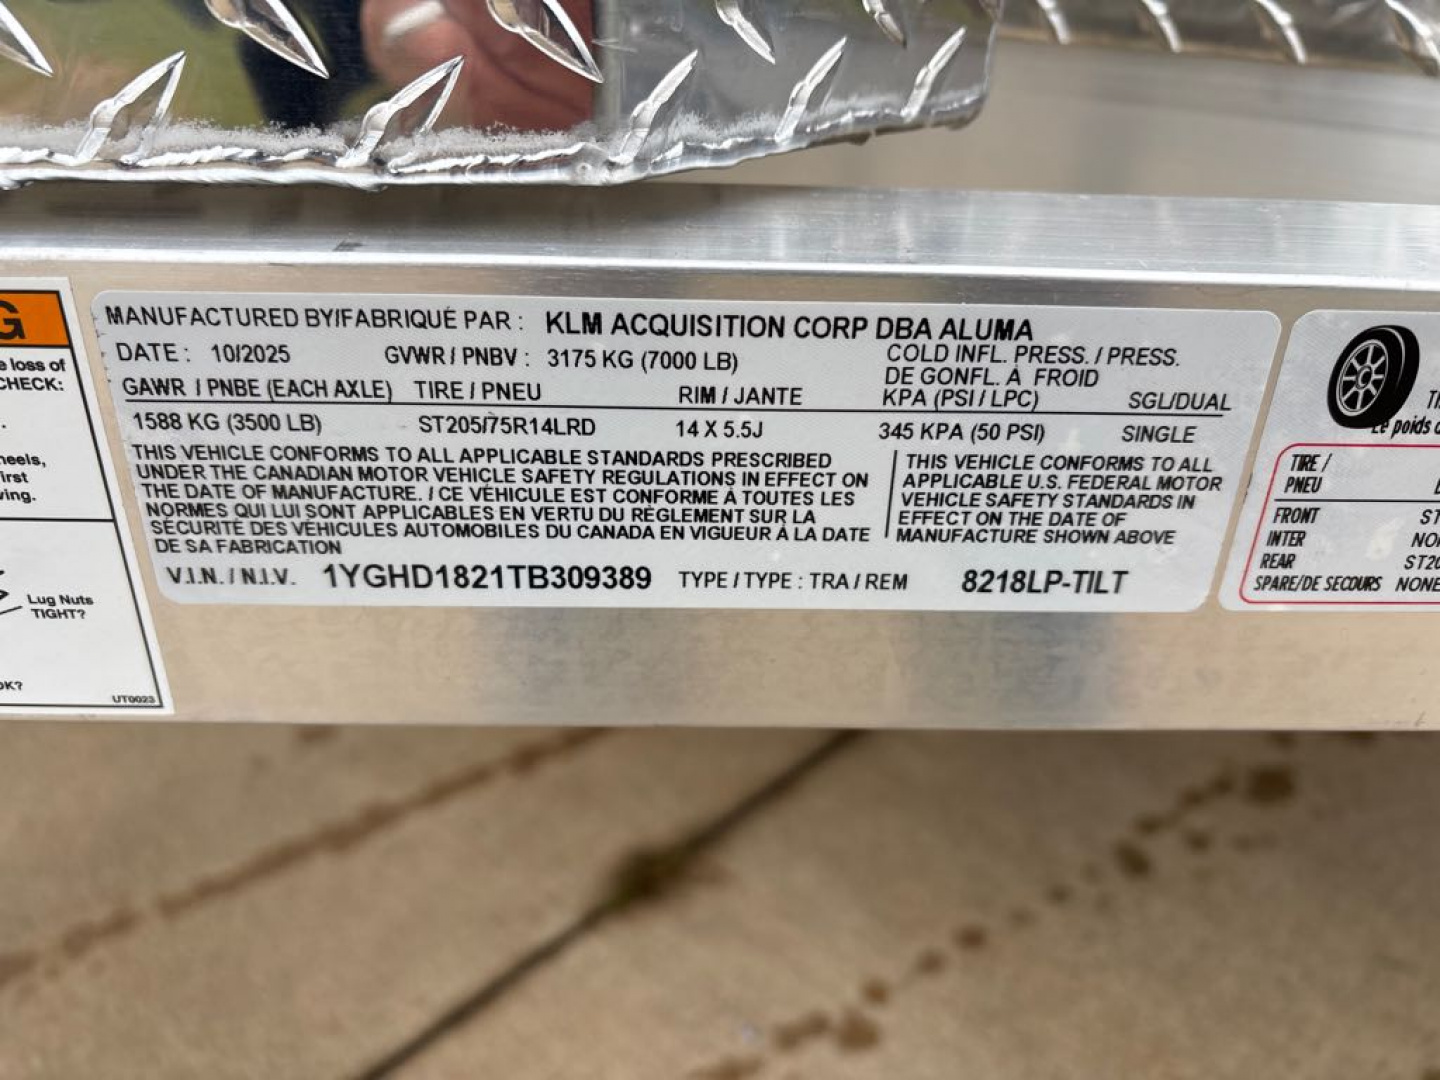 G
e loss of
CHECK:
heels,
irst
ving.
Lug Nuts
TIGHT?
OK?
UT0023
MANUFACTURED BY/FABRIQUÉ PAR : KLM ACQUISITION CORP DBA ALUMA
DATE : 10/2025 GVWR / PNBV : 3175 KG (7000 LB) COLD INFL. PRESS. / PRESS.
DE GONFL. À FROID
GAWR / PNBE (EACH AXLE) TIRE / PNEU RIM / JANTE KPA (PSI / LPC) SGL/DUAL
1588 KG (3500 LB) ST205/75R14LRD 14 X 5.5J 345 KPA (50 PSI) SINGLE
THIS VEHICLE CONFORMS TO ALL APPLICABLE STANDARDS PRESCRIBED
UNDER THE CANADIAN MOTOR VEHICLE SAFETY REGULATIONS IN EFFECT ON
THE DATE OF MANUFACTURE. / CE VÉHICULE EST CONFORME À TOUTES LES
NORMES QUI LUI SONT APPLICABLES EN VERTU DU RÈGLEMENT SUR LA
SÉCURITÉ DES VÉHICULES AUTOMOBILES DU CANADA EN VIGUEUR À LA DATE
DE SA FABRICATION
THIS VEHICLE CONFORMS TO ALL
APPLICABLE U.S. FEDERAL MOTOR
VEHICLE SAFETY STANDARDS IN
EFFECT ON THE DATE OF
MANUFACTURE SHOWN ABOVE
V.I.N. / N.I.V. 1YGHD1821TB309389 TYPE / TYPE : TRA / REM 8218LP-TILT
Le poids
TIRE /
PNEU
FRONT ST
INTER NO
REAR ST20
SPARE/DE SECOURS NONE